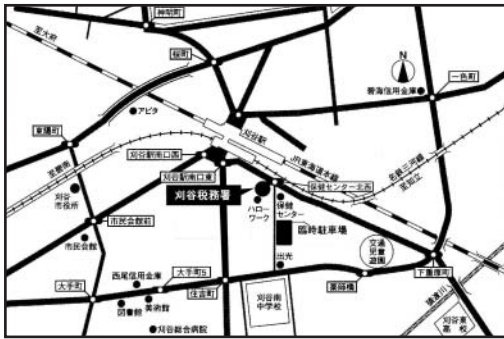 神明町
至大府
桜町
N
碧海信用金庫
一色町
アピタ
東陽町
刈谷駅
刈谷駅南口西
JR東海道本線
名鉄三河線
至知立
至碧南
刈谷駅南口東
保健センター北西
刈谷税務署
刈谷
市役所
ハロー
ワーク
保健
センター
市民会館前
臨時駐車場
市民会館
交通
児童
遊園
出光
西尾信用金庫
大手町5
下重原町
大手町
住吉町
薬師橋
図書館
美術館
刈谷南
中学校
刈谷総合病院
刈谷東
高校